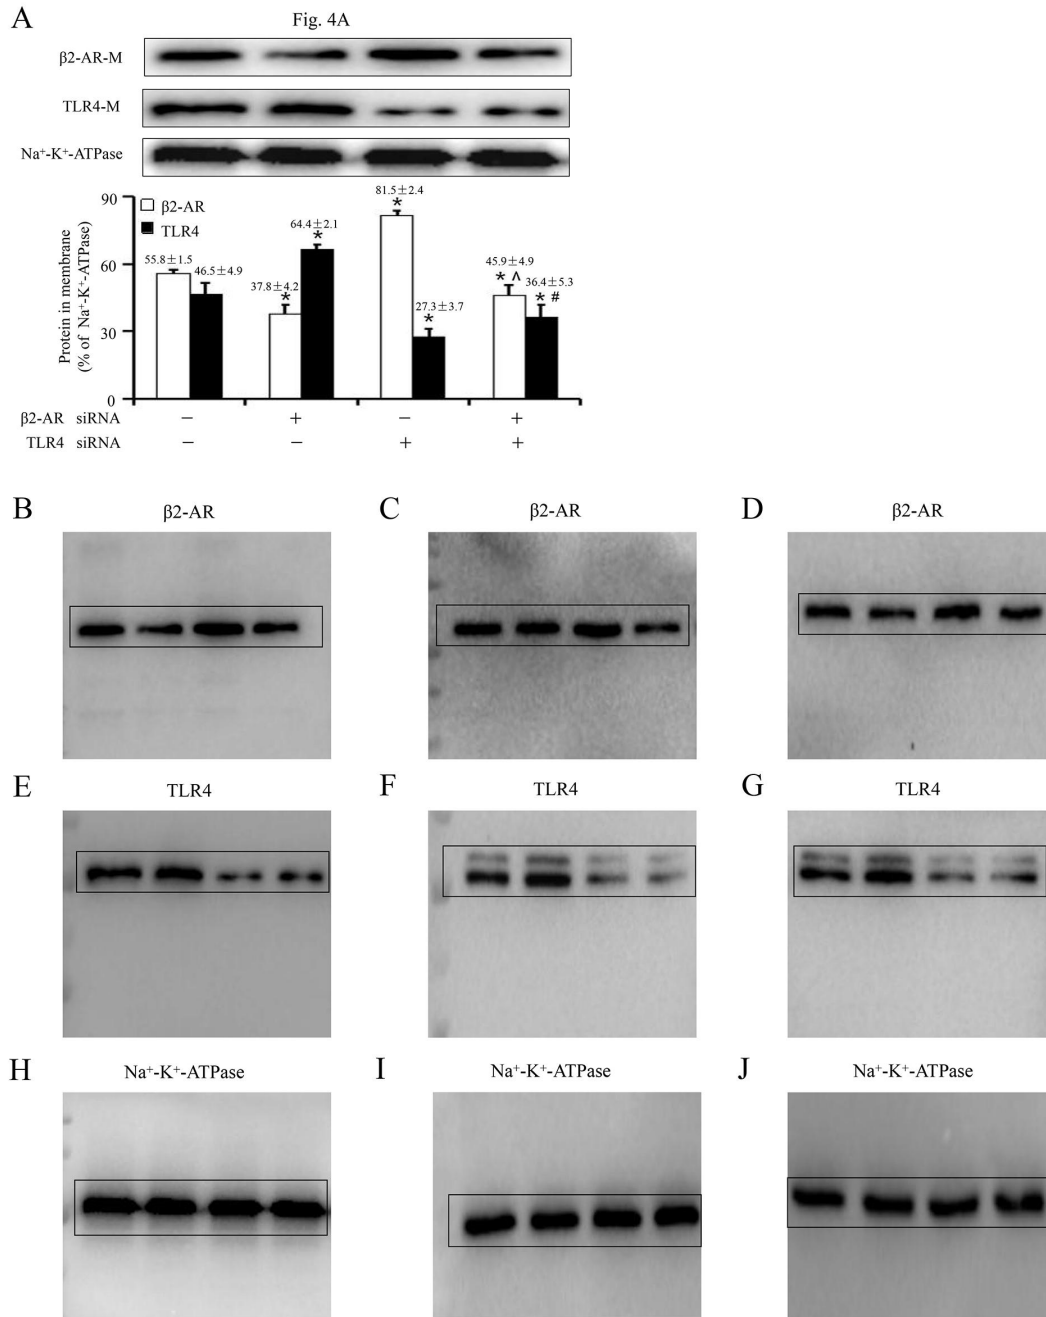 A
Fig. 4A
β2-AR-M
TLR4-M
Na⁺-K⁺-ATPase
Protein in membrane
(% of Na⁺-K⁺-ATPase)
90
60
30
0
β2-AR
TLR4
55.8±1.5
46.5±4.9
37.8±4.2
*
64.4±2.1
*
81.5±2.4
*
27.3±3.7
*
45.9±4.9
* ^
36.4±5.3
* #
β2-AR siRNA − + − +
TLR4 siRNA − − + +
B
β2-AR
C
β2-AR
D
β2-AR
E
TLR4
F
TLR4
G
TLR4
H
Na⁺-K⁺-ATPase
I
Na⁺-K⁺-ATPase
J
Na⁺-K⁺-ATPase